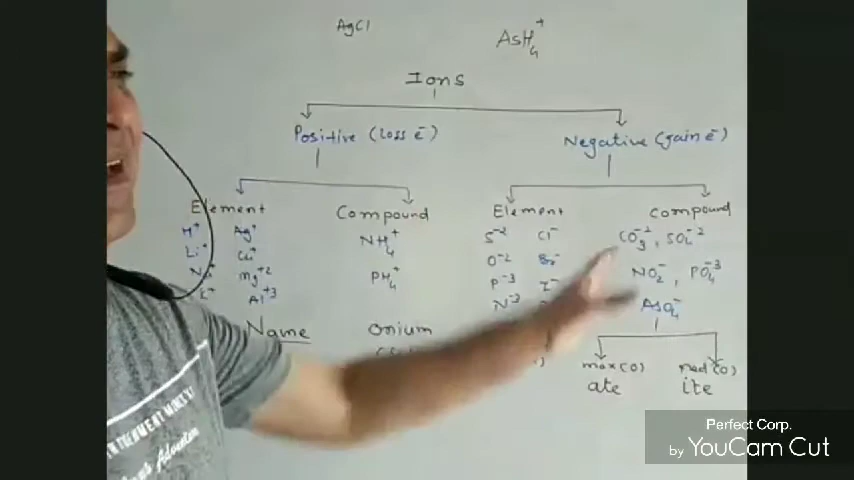 AgCl
AsH4+
Ions
Positive (Loss e-)
Negative (gain e-)
Element
Compound
Element
Compound
H+ Ag+
NH4+
S-2 Cl-
CO3-2, SO4-2
Li+ Cu+
O-2 Br-
Na+ Mg+2
PH4+
P-3 I-
NO2-, PO4-3
K+ Al+3
N-3
AsO4-
Name
Onium
max(O)
ate
ite
Perfect Corp.
by YouCam Cut